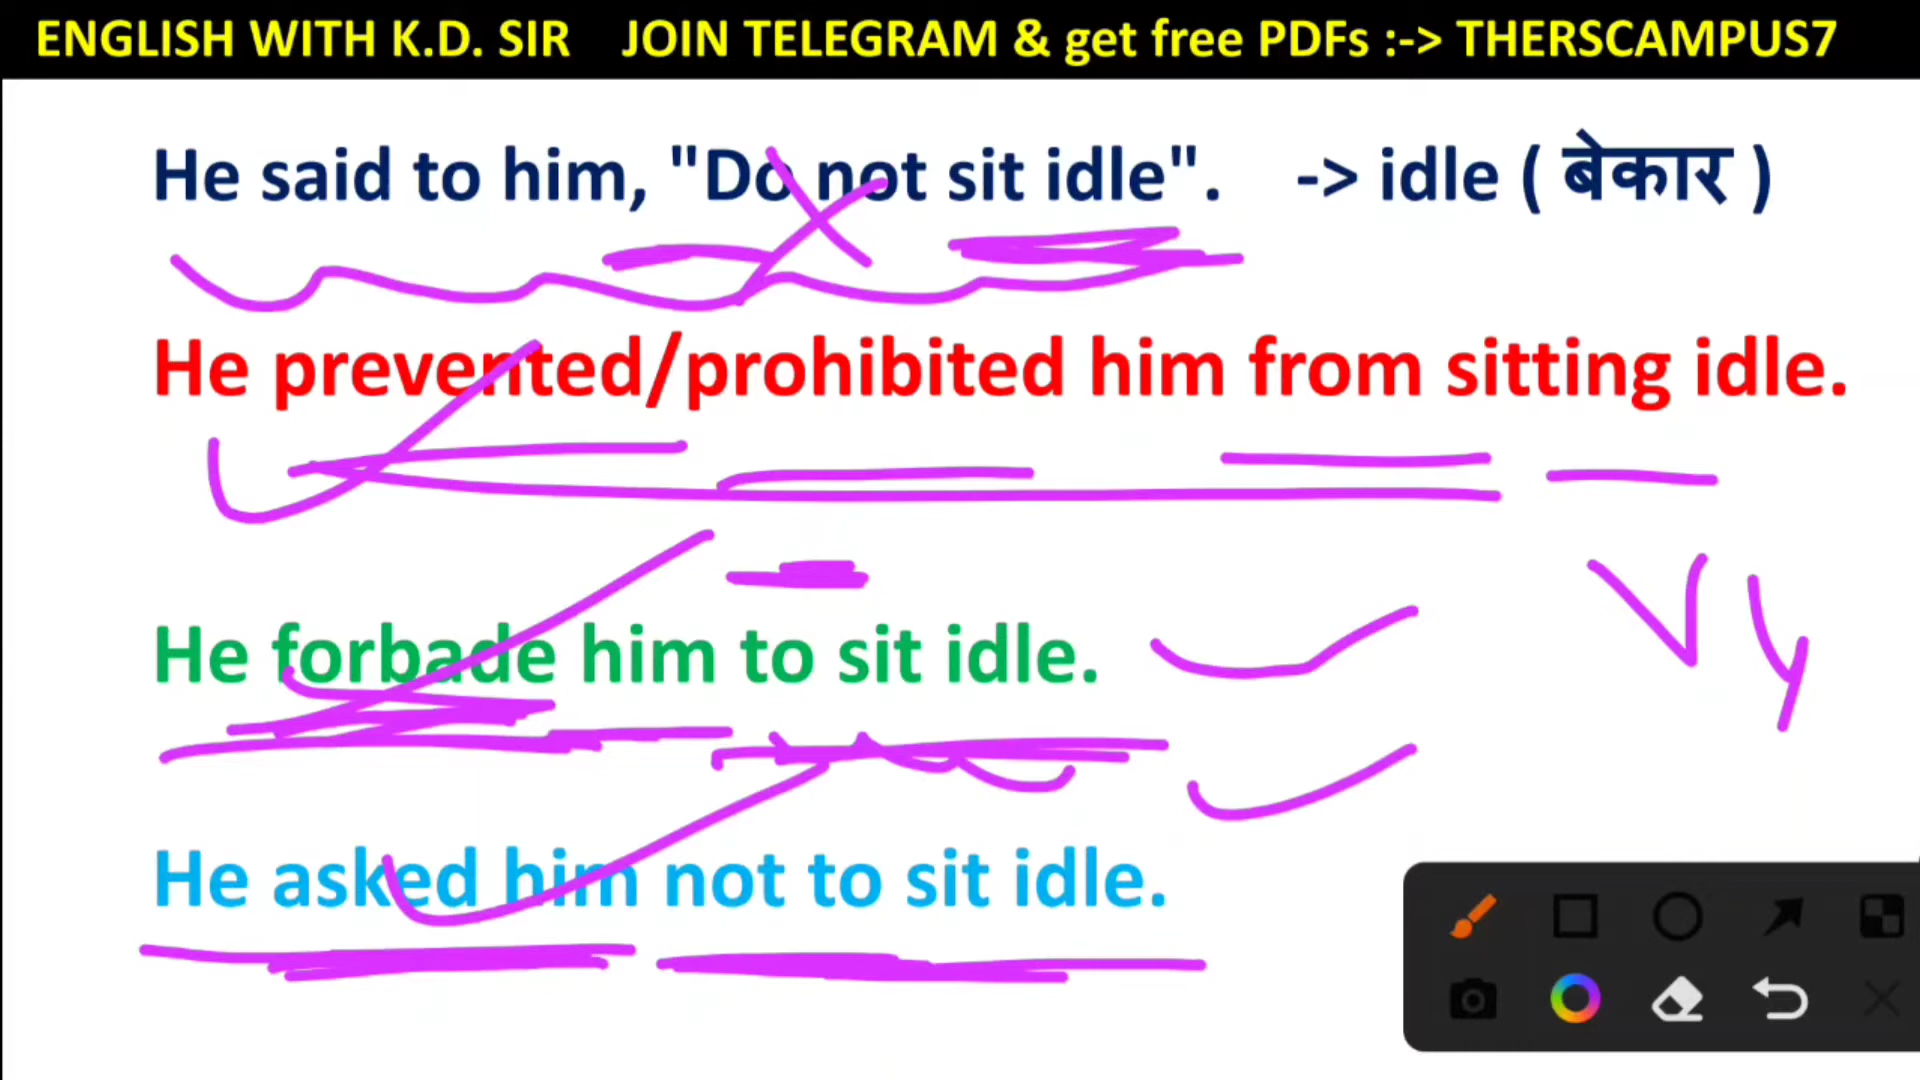 ENGLISH WITH K.D. SIR JOIN TELEGRAM & get free PDFs :-> THERSCAMPUS7
He said to him, "Do not sit idle". -> idle ( बेकार )
He prevented/prohibited him from sitting idle.
He forbade him to sit idle.
He asked him not to sit idle.